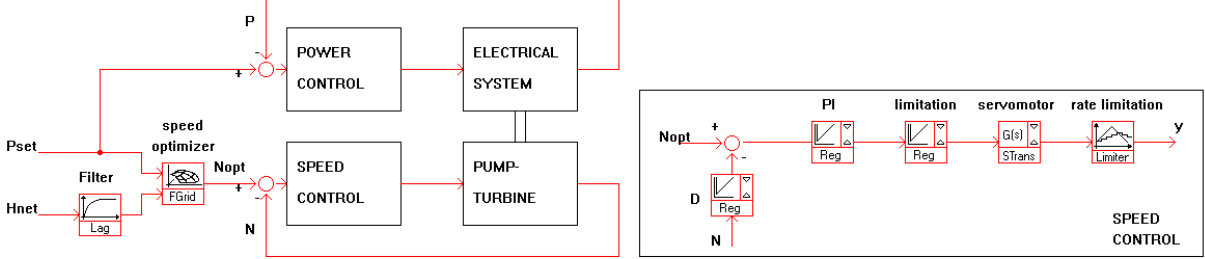 P
-
+
POWER
CONTROL
ELECTRICAL
SYSTEM
Pset
speed
optimizer
FGrid
Nopt
+
-
SPEED
CONTROL
PUMP-
TURBINE
Filter
Hnet
Lag
N
PI
limitation
servomotor
rate limitation
Nopt
+
-
Reg
Reg
G(s)
STrans
Limiter
y
D
Reg
N
SPEED
CONTROL